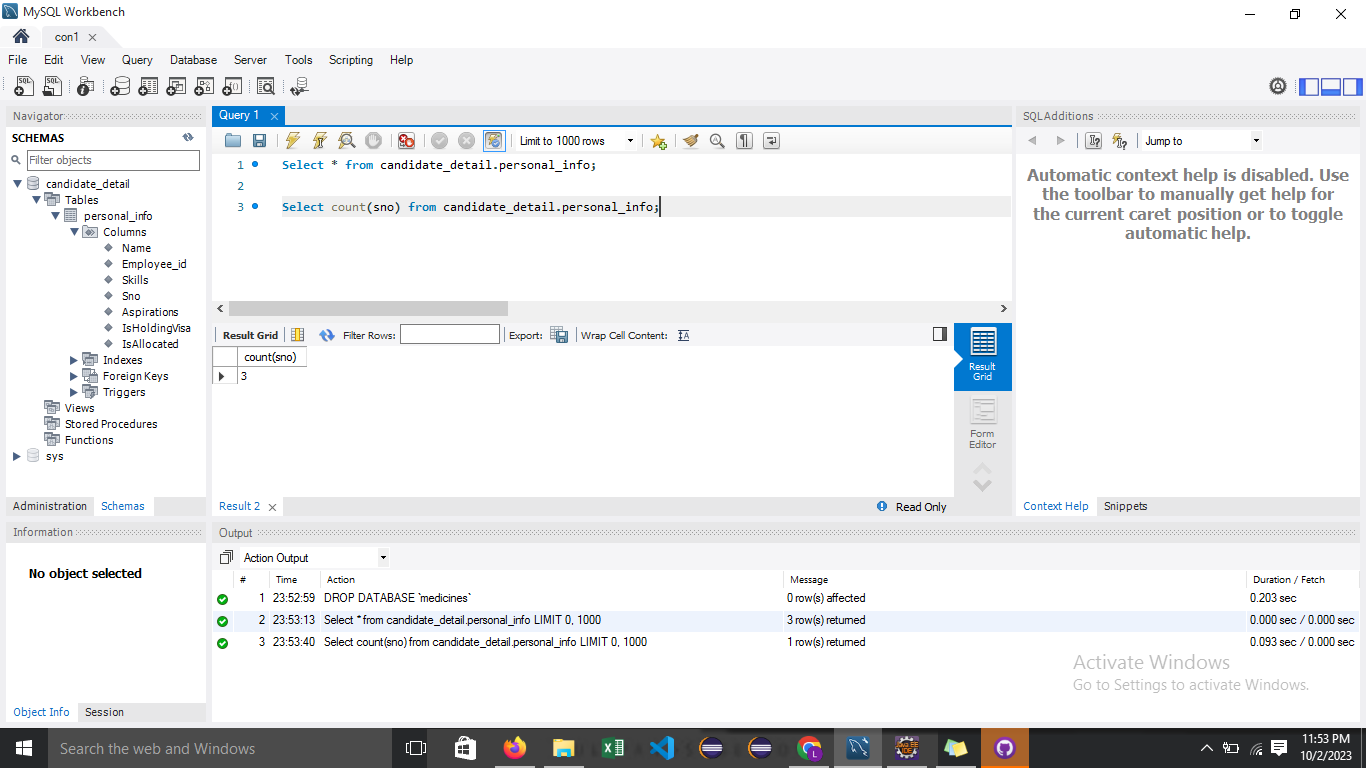 MySQL Workbench
con1
File Edit View Query Database Server Tools Scripting Help
Navigator
SCHEMAS
Filter objects
candidate_detail
Tables
personal_info
Columns
Name
Employee_id
Skills
Sno
Aspirations
IsHoldingVisa
IsAllocated
Indexes
Foreign Keys
Triggers
Views
Stored Procedures
Functions
sys
Administration Schemas
Information
No object selected
Object Info Session
Query 1
Limit to 1000 rows
1 Select * from candidate_detail.personal_info;
2
3 Select count(sno) from candidate_detail.personal_info;
Result Grid Filter Rows: Export: Wrap Cell Content:
count(sno)
3
Result
Grid
Form
Editor
Result 2 Read Only
SQLAdditions
Jump to
Automatic context help is disabled. Use
the toolbar to manually get help for
the current caret position or to toggle
automatic help.
Context Help Snippets
Output
Action Output
# Time Action Message Duration / Fetch
1 23:52:59 DROP DATABASE `medicines` 0 row(s) affected 0.203 sec
2 23:53:13 Select * from candidate_detail.personal_info LIMIT 0, 1000 3 row(s) returned 0.000 sec / 0.000 sec
3 23:53:40 Select count(sno) from candidate_detail.personal_info LIMIT 0, 1000 1 row(s) returned 0.093 sec / 0.000 sec
Activate Windows
Go to Settings to activate Windows.
Search the web and Windows
11:53 PM
10/2/2023